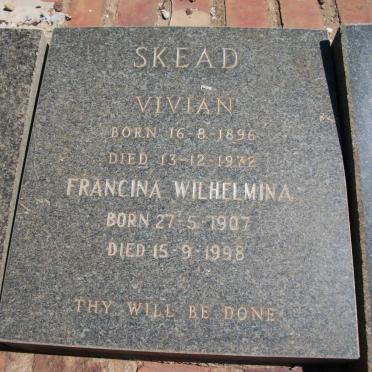 SKEAD
VIVIAN
BORN 16-8-1896
DIED 13-12-1972
FRANCINA WILHELMINA
BORN 27-5-1907
DIED 15-9-1998
THY WILL BE DONE